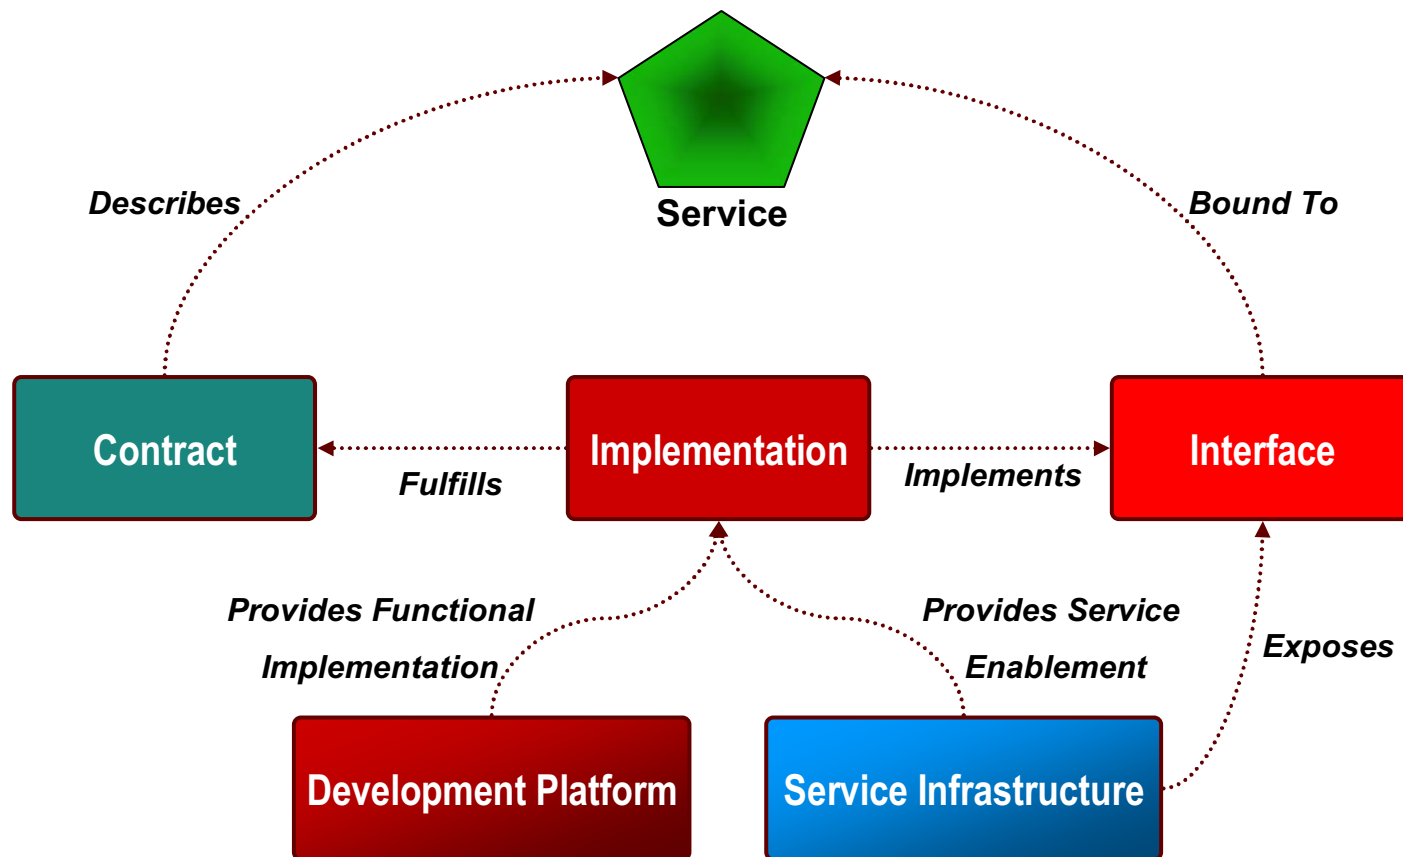 Describes
Service
Bound To
Contract
Implementation
Interface
Fulfills
Implements
Provides Functional
Implementation
Provides Service
Enablement
Exposes
Development Platform
Service Infrastructure